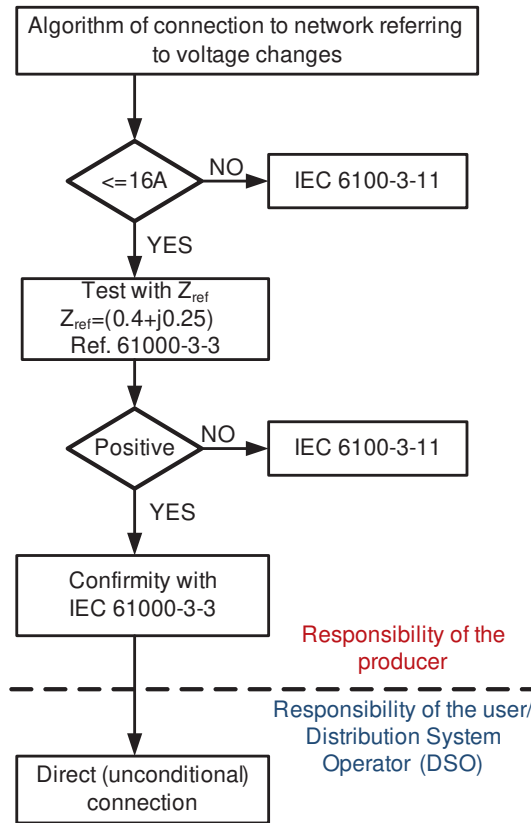 Algorithm of connection to network referring
to voltage changes
<=16A
NO
IEC 6100-3-11
YES
Test with Zref
Zref=(0.4+j0.25)
Ref. 61000-3-3
Positive
NO
IEC 6100-3-11
YES
Confirmity with
IEC 61000-3-3
Responsibility of the
producer
Responsibility of the user/
Distribution System
Operator (DSO)
Direct (unconditional)
connection